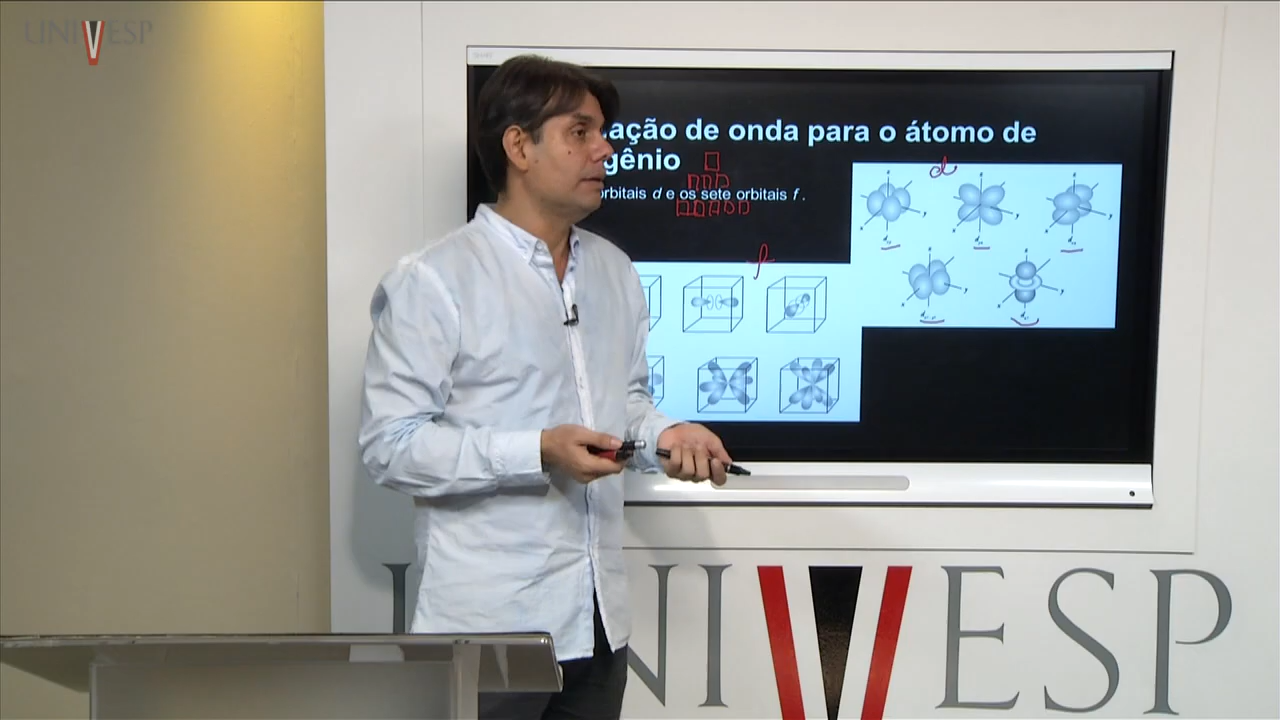 UNIVESP
ação de onda para o átomo de
gênio
orbitais d e os sete orbitais f.
d
f
UNIVESP